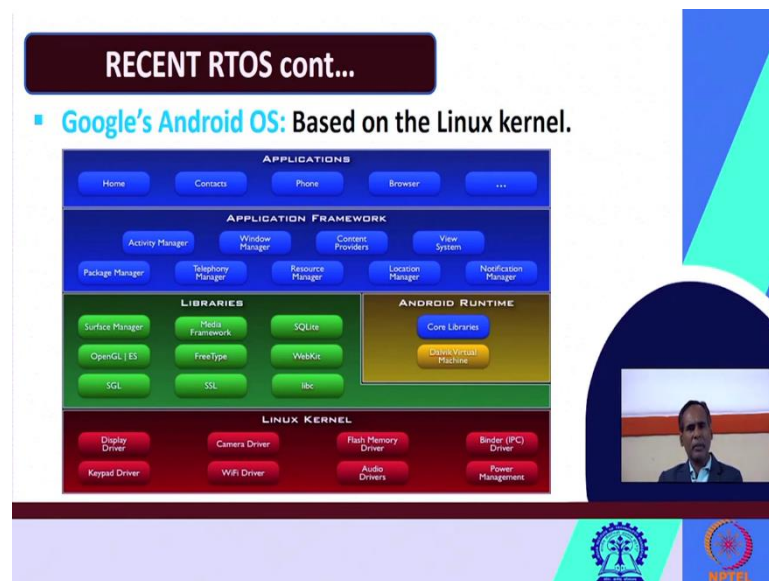 RECENT RTOS cont...
▪ Google's Android OS: Based on the Linux kernel.
APPLICATIONS
Home Contacts Phone Browser ...
APPLICATION FRAMEWORK
Activity Manager Window Manager Content Providers View System
Package Manager Telephony Manager Resource Manager Location Manager Notification Manager
LIBRARIES
Surface Manager Media Framework SQLite
OpenGL | ES FreeType WebKit
SGL SSL libc
ANDROID RUNTIME
Core Libraries
Dalvik Virtual Machine
LINUX KERNEL
Display Driver Camera Driver Flash Memory Driver Binder (IPC) Driver
Keypad Driver WiFi Driver Audio Drivers Power Management
NPTEL